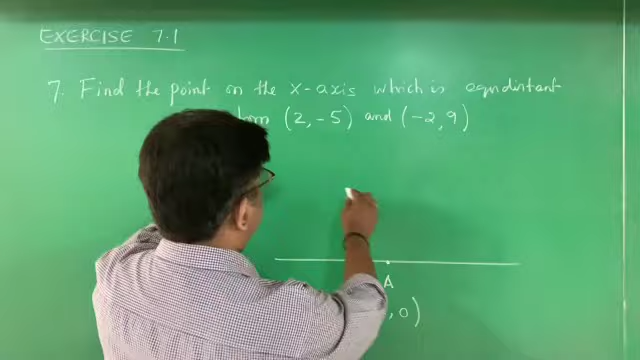 EXERCISE 7.1
7. Find the point on the x-axis which is equidistant
(2, -5) and (-2, 9)
A
, 0)